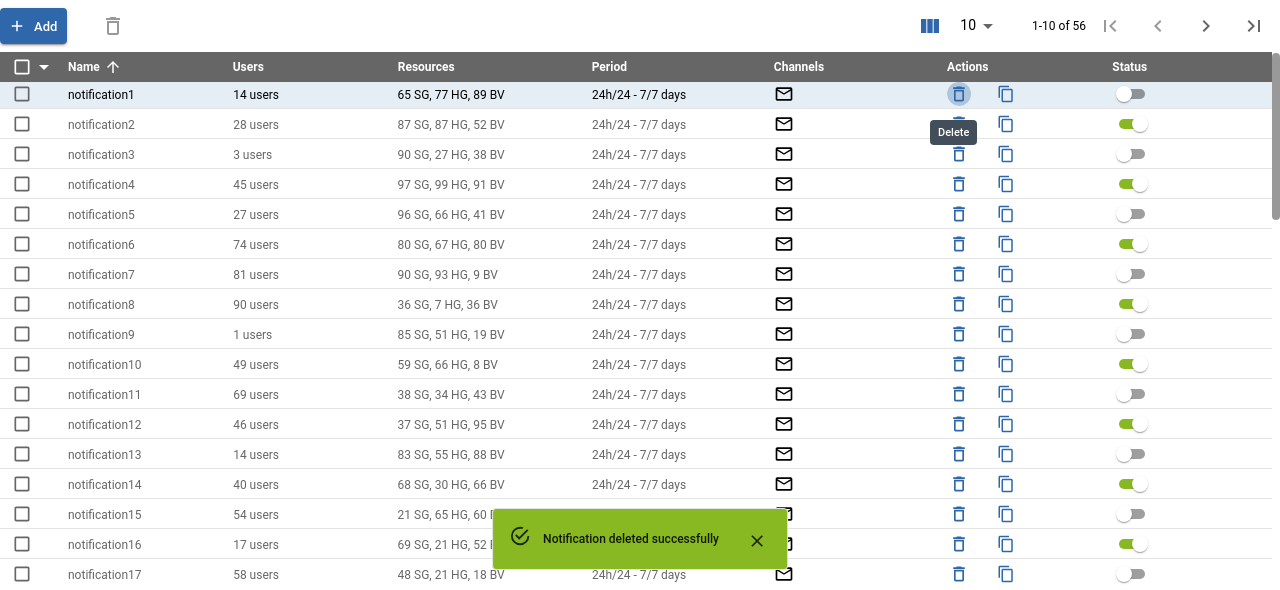 Add 10 1-10 of 56
Name Users Resources Period Channels Actions Status
notification1 14 users 65 SG, 77 HG, 89 BV 24h/24 - 7/7 days
notification2 28 users 87 SG, 87 HG, 52 BV 24h/24 - 7/7 days
Delete
notification3 3 users 90 SG, 27 HG, 38 BV 24h/24 - 7/7 days
notification4 45 users 97 SG, 99 HG, 91 BV 24h/24 - 7/7 days
notification5 27 users 96 SG, 66 HG, 41 BV 24h/24 - 7/7 days
notification6 74 users 80 SG, 67 HG, 80 BV 24h/24 - 7/7 days
notification7 81 users 90 SG, 93 HG, 9 BV 24h/24 - 7/7 days
notification8 90 users 36 SG, 7 HG, 36 BV 24h/24 - 7/7 days
notification9 1 users 85 SG, 51 HG, 19 BV 24h/24 - 7/7 days
notification10 49 users 59 SG, 66 HG, 8 BV 24h/24 - 7/7 days
notification11 69 users 38 SG, 34 HG, 43 BV 24h/24 - 7/7 days
notification12 46 users 37 SG, 51 HG, 95 BV 24h/24 - 7/7 days
notification13 14 users 83 SG, 55 HG, 88 BV 24h/24 - 7/7 days
notification14 40 users 68 SG, 30 HG, 66 BV 24h/24 - 7/7 days
notification15 54 users 21 SG, 65 HG, 60
notification16 17 users 69 SG, 21 HG, 52
Notification deleted successfully
notification17 58 users 48 SG, 21 HG, 18 BV 24h/24 - 7/7 days